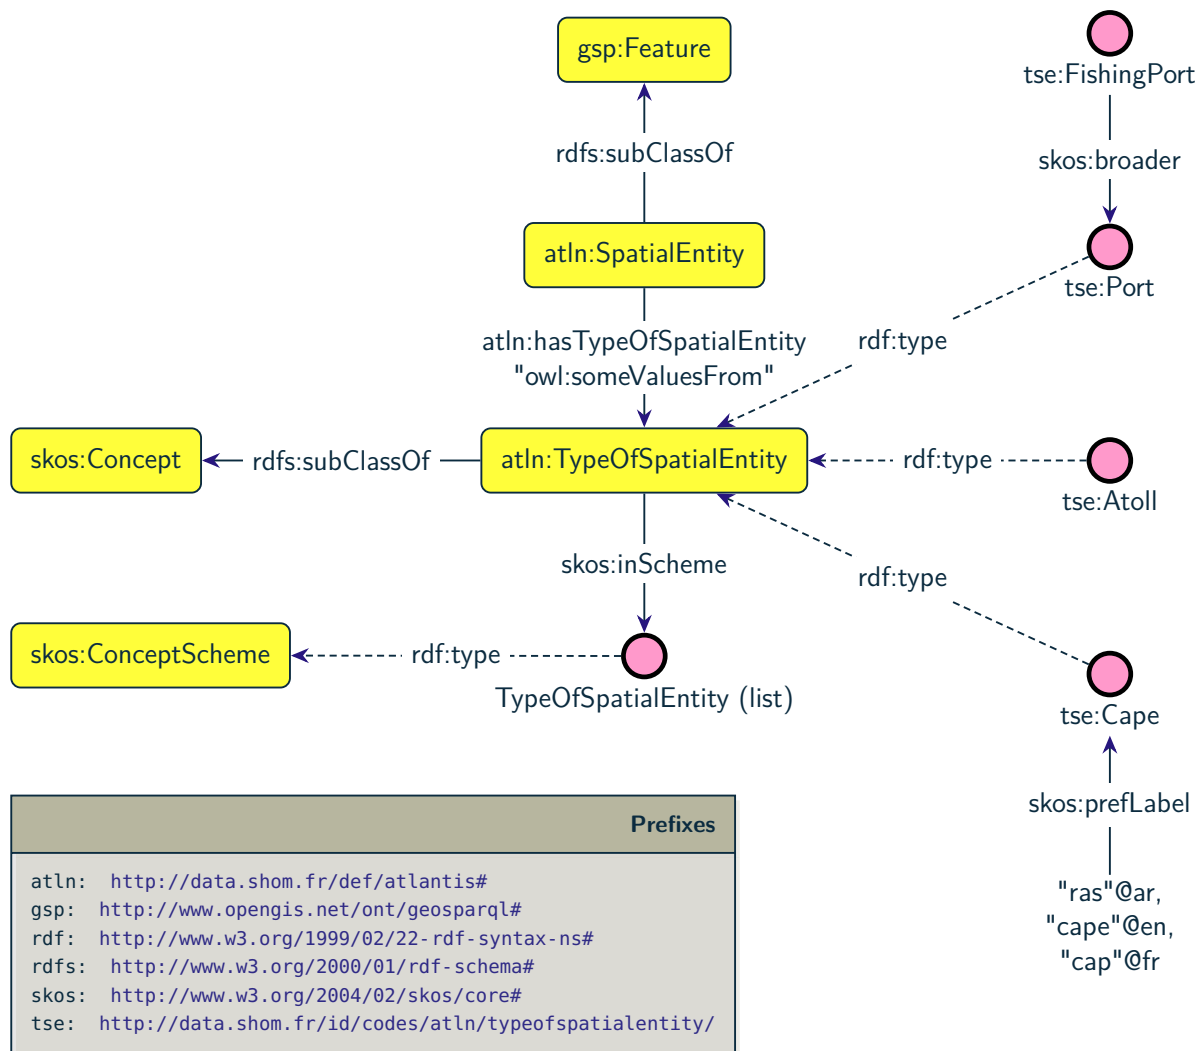 gsp:Feature
tse:FishingPort
rdfs:subClassOf
skos:broader
atln:SpatialEntity
tse:Port
atln:hasTypeOfSpatialEntity
"owl:someValuesFrom"
rdf:type
skos:Concept
rdfs:subClassOf
atln:TypeOfSpatialEntity
rdf:type
tse:Atoll
skos:inScheme
rdf:type
skos:ConceptScheme
rdf:type
TypeOfSpatialEntity (list)
tse:Cape
skos:prefLabel
"ras"@ar,
"cape"@en,
"cap"@fr
Prefixes
atln: http://data.shom.fr/def/atlantis#
gsp: http://www.opengis.net/ont/geosparql#
rdf: http://www.w3.org/1999/02/22-rdf-syntax-ns#
rdfs: http://www.w3.org/2000/01/rdf-schema#
skos: http://www.w3.org/2004/02/skos/core#
tse: http://data.shom.fr/id/codes/atln/typeofspatialentity/